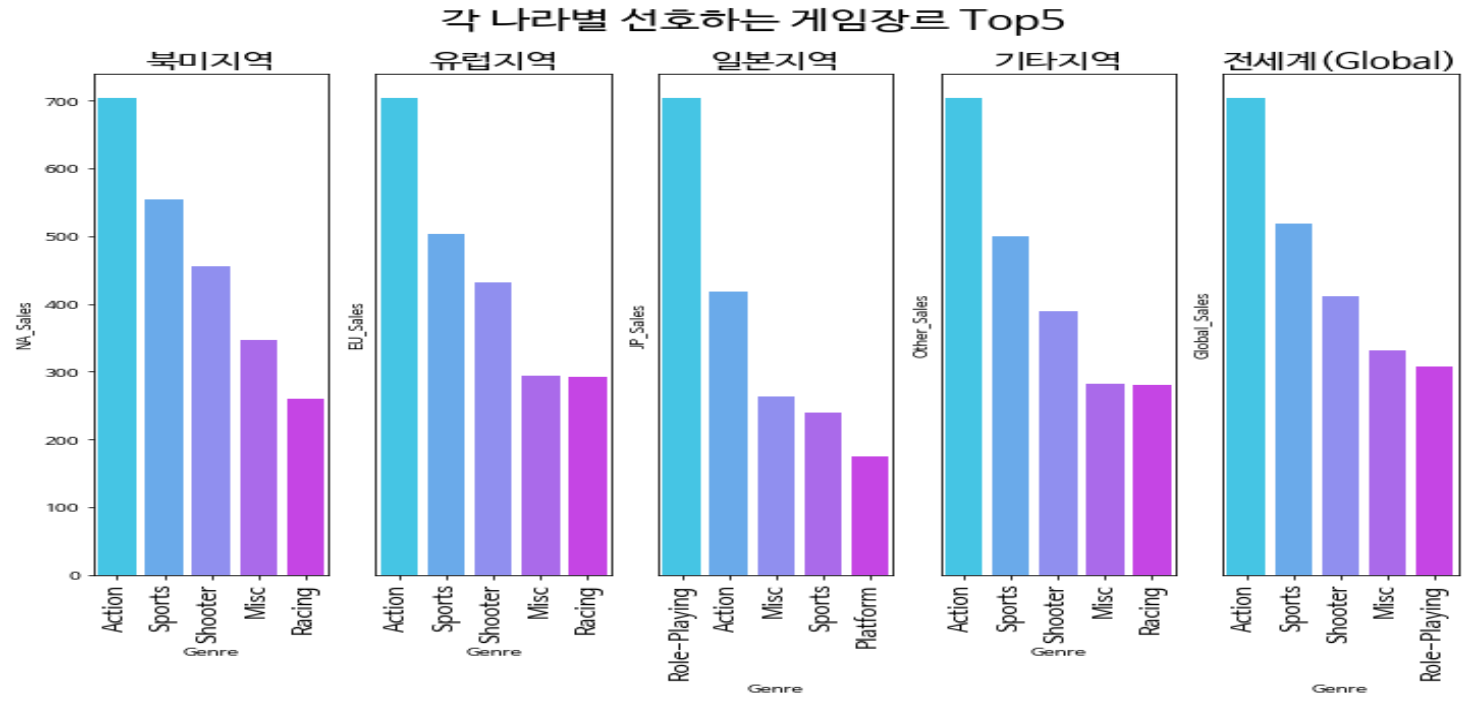 각 나라별 선호하는 게임장르 Top5
북미지역
NA_Sales
700
600
500
400
300
200
100
0
Action
Sports
Shooter
Misc
Racing
Genre
유럽지역
EU_Sales
Action
Sports
Shooter
Misc
Racing
Genre
일본지역
JP_Sales
Role-Playing
Action
Misc
Sports
Platform
Genre
기타지역
Other_Sales
Action
Sports
Shooter
Misc
Racing
Genre
전세계(Global)
Global_Sales
Action
Sports
Shooter
Misc
Role-Playing
Genre